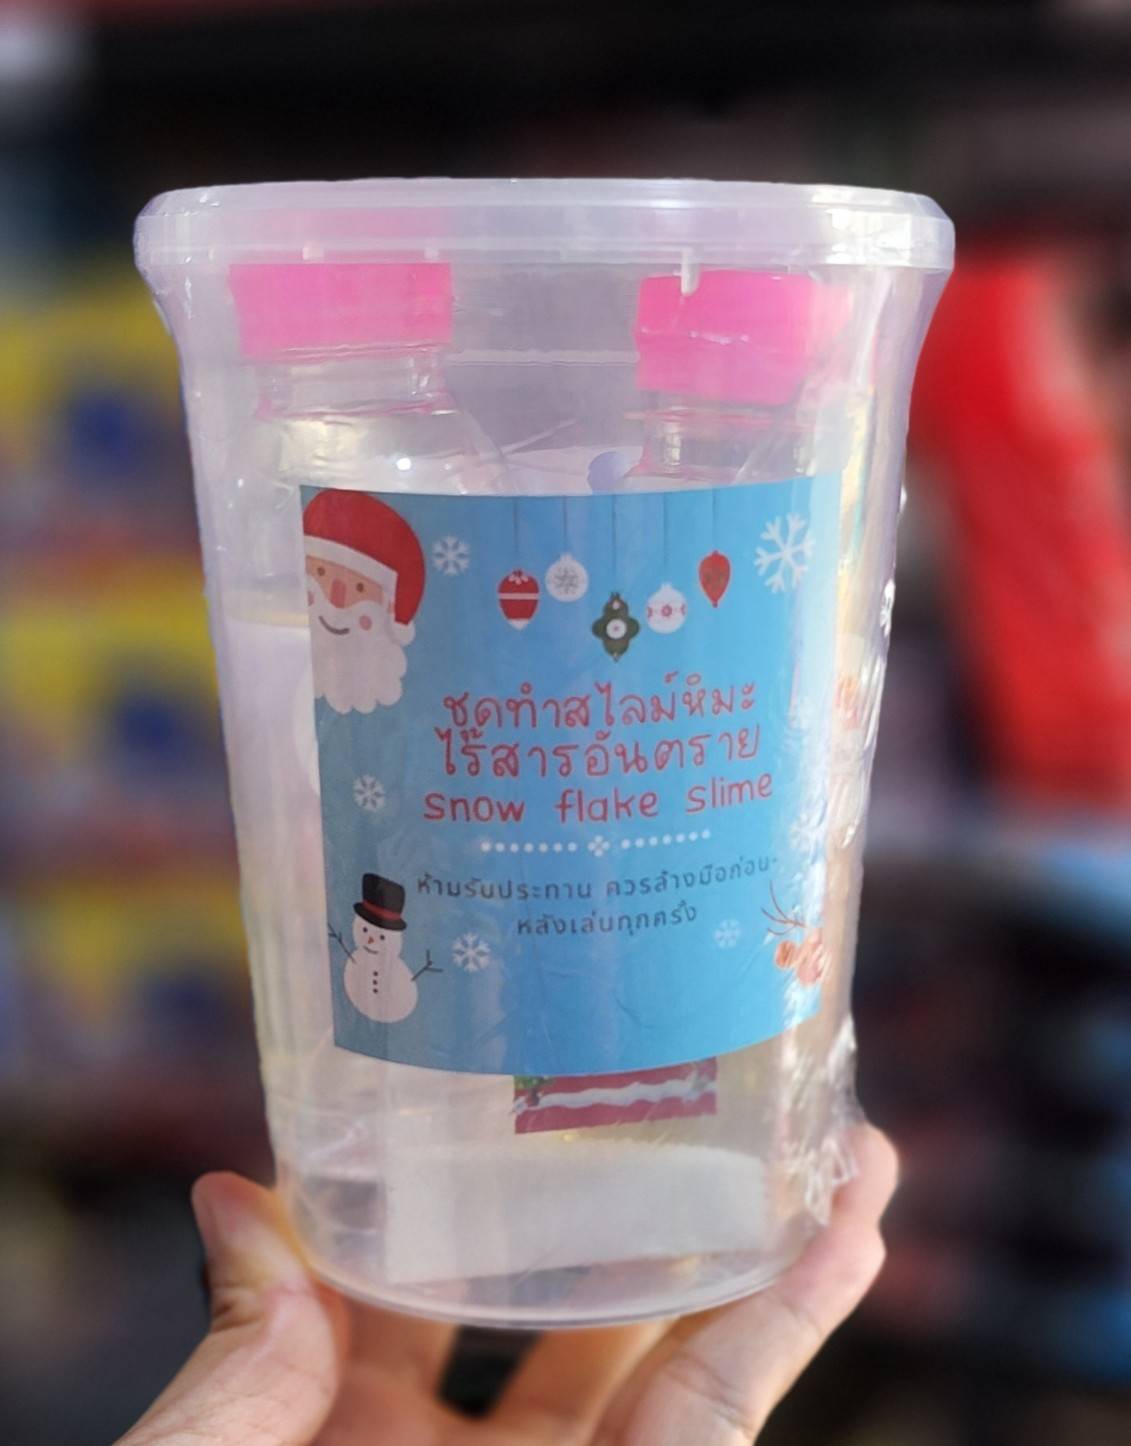 ชุดทำสไลม์หิมะ
ไร้สารอันตราย
snow flake slime
ห้ามรับประทาน ควรล้างมือก่อน-
หลังเล่นทุกครั้ง